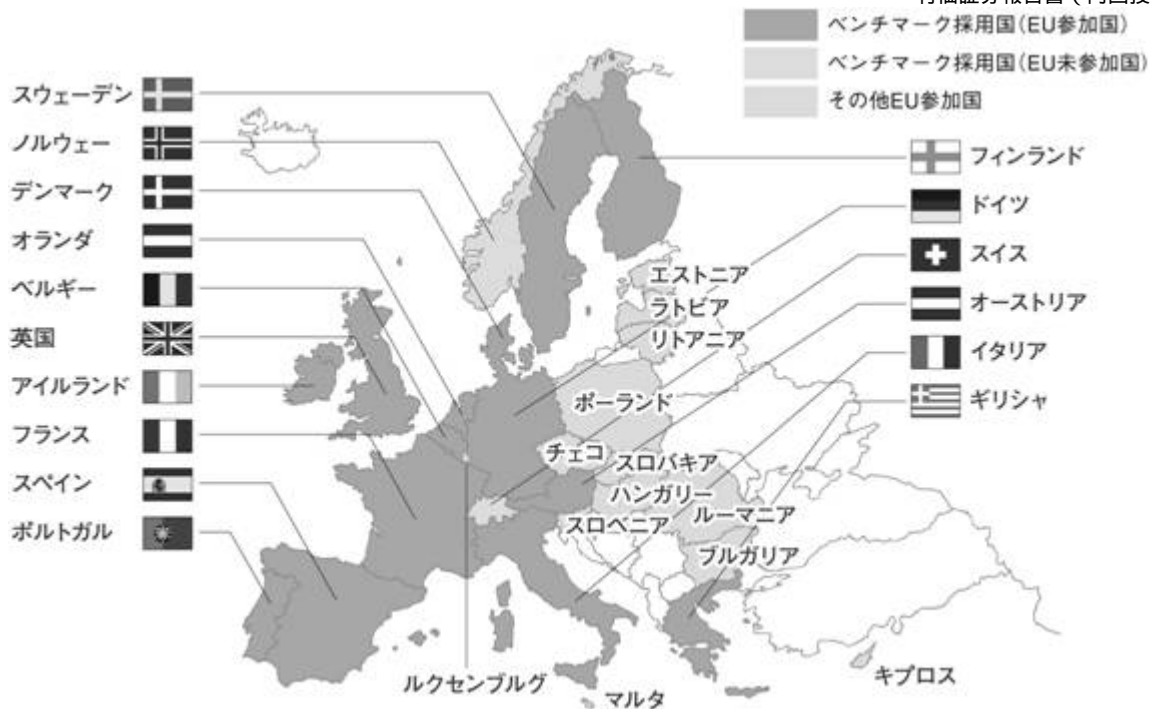 ベンチマーク採用国(EU参加国)
ベンチマーク採用国(EU未参加国)
その他EU参加国
スウェーデン
ノルウェー
デンマーク
オランダ
ベルギー
英国
アイルランド
フランス
スペイン
ポルトガル
フィンランド
ドイツ
スイス
オーストリア
イタリア
ギリシャ
エストニア
ラトビア
リトアニア
ポーランド
チェコ
スロバキア
ハンガリー
スロベニア
ルーマニア
ブルガリア
ルクセンブルグ
マルタ
キプロス